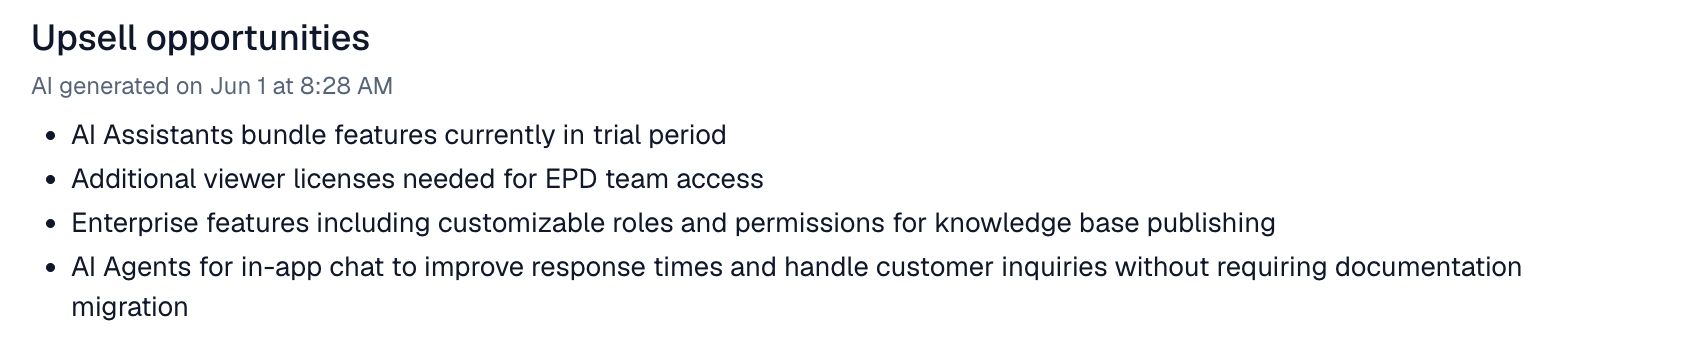 Upsell opportunities
AI generated on Jun 1 at 8:28 AM
• AI Assistants bundle features currently in trial period
• Additional viewer licenses needed for EPD team access
• Enterprise features including customizable roles and permissions for knowledge base publishing
• AI Agents for in-app chat to improve response times and handle customer inquiries without requiring documentation
migration